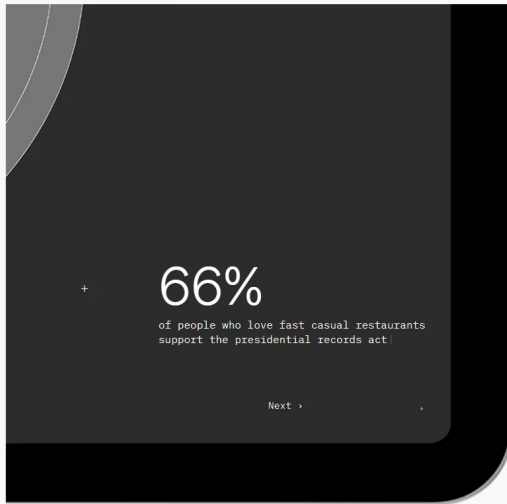 66%
of people who love fast casual restaurants
support the presidential records act
Next ›